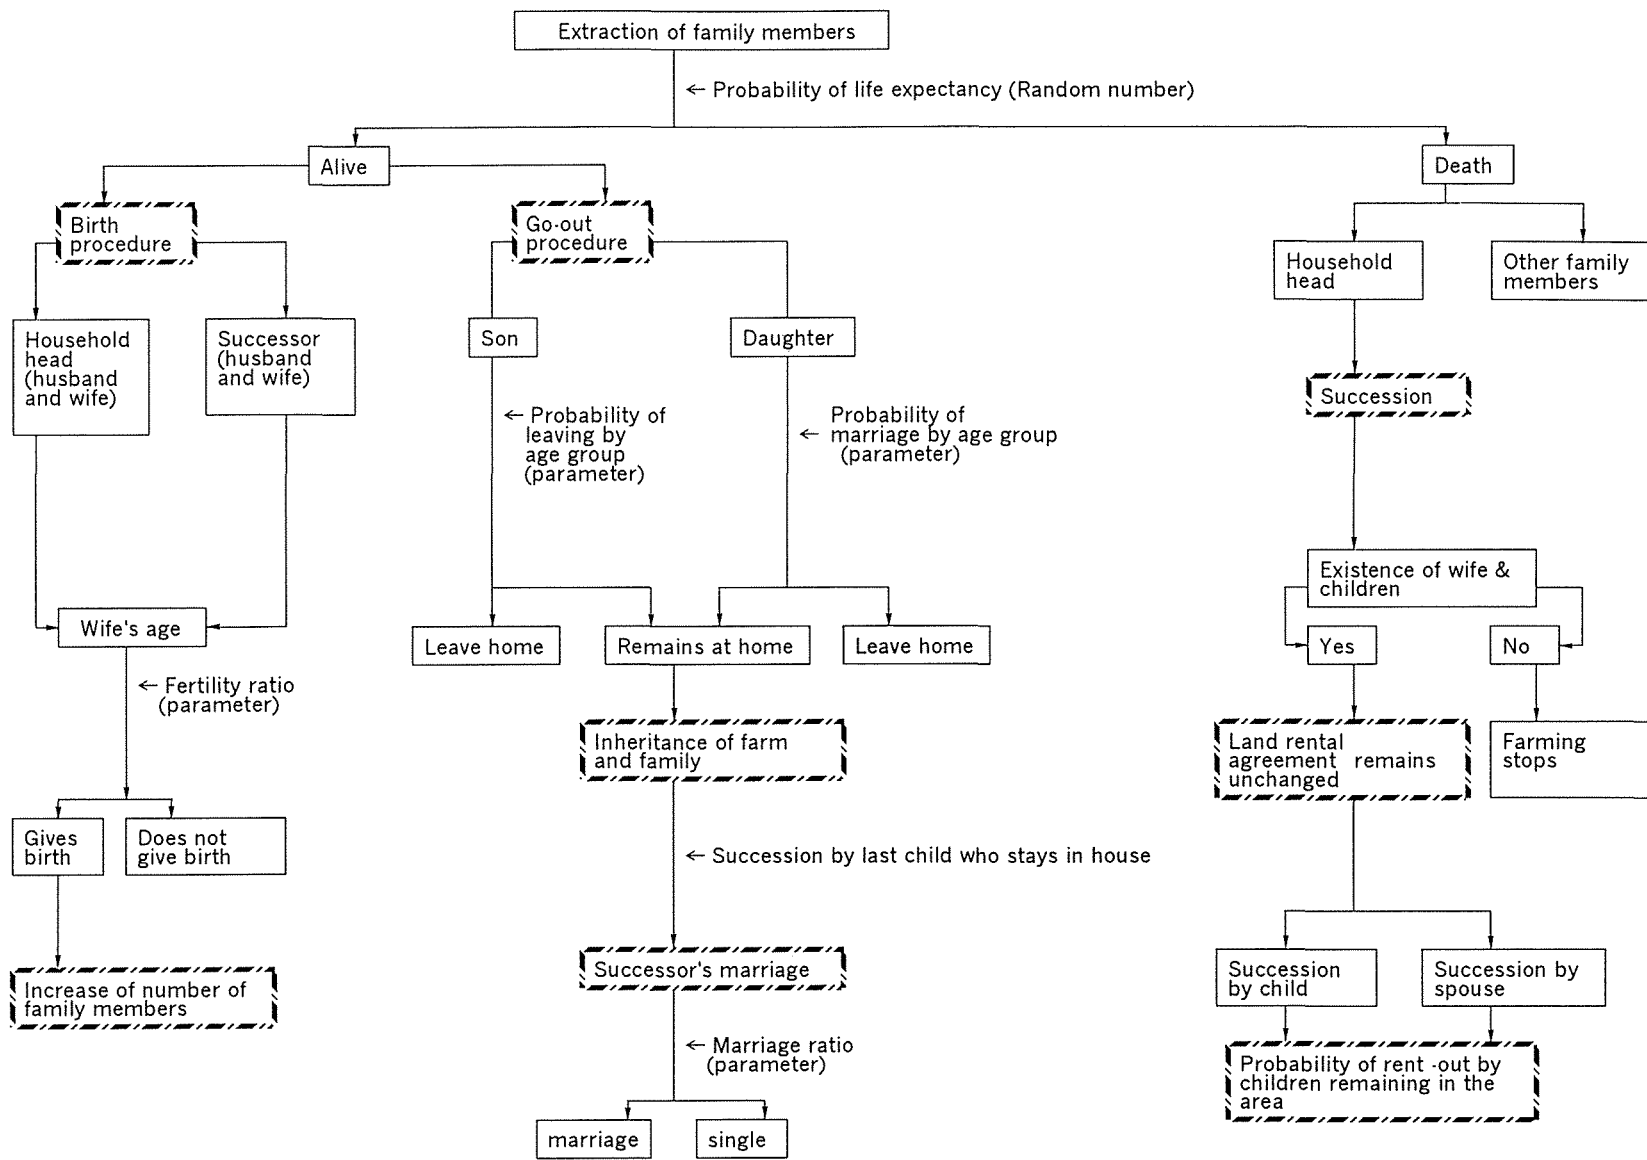 Extraction of family members
← Probability of life expectancy (Random number)
Alive
Death
Birth
procedure
Go-out
procedure
Household
head
Other family
members
Household
head
(husband
and wife)
Successor
(husband
and wife)
Son
Daughter
Succession
← Probability of
leaving by
age group
(parameter)
Probability of
← marriage by age group
(parameter)
Existence of wife &
children
Wife's age
Leave home
Remains at home
Leave home
Yes
No
← Fertility ratio
(parameter)
Inheritance of farm
and family
Land rental
agreement remains
unchanged
Farming
stops
Gives
birth
Does not
give birth
← Succession by last child who stays in house
Increase of number of
family members
Successor's marriage
Succession
by child
Succession by
spouse
← Marriage ratio
(parameter)
Probability of rent -out by
children remaining in the
area
marriage
single